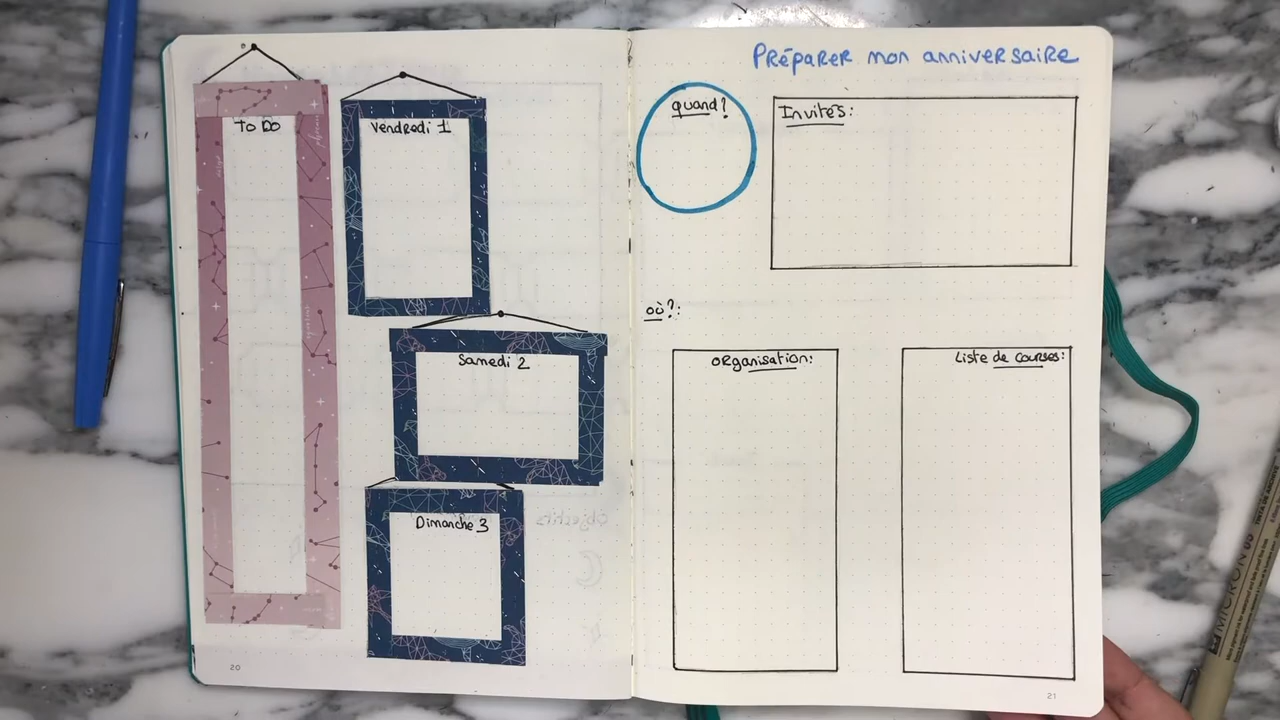 To Do
Vendredi 1
Samedi 2
Dimanche 3
20
Préparer mon anniversaire
quand?
Invités:
où?:
organisation:
Liste de courses:
21
MICRON 05